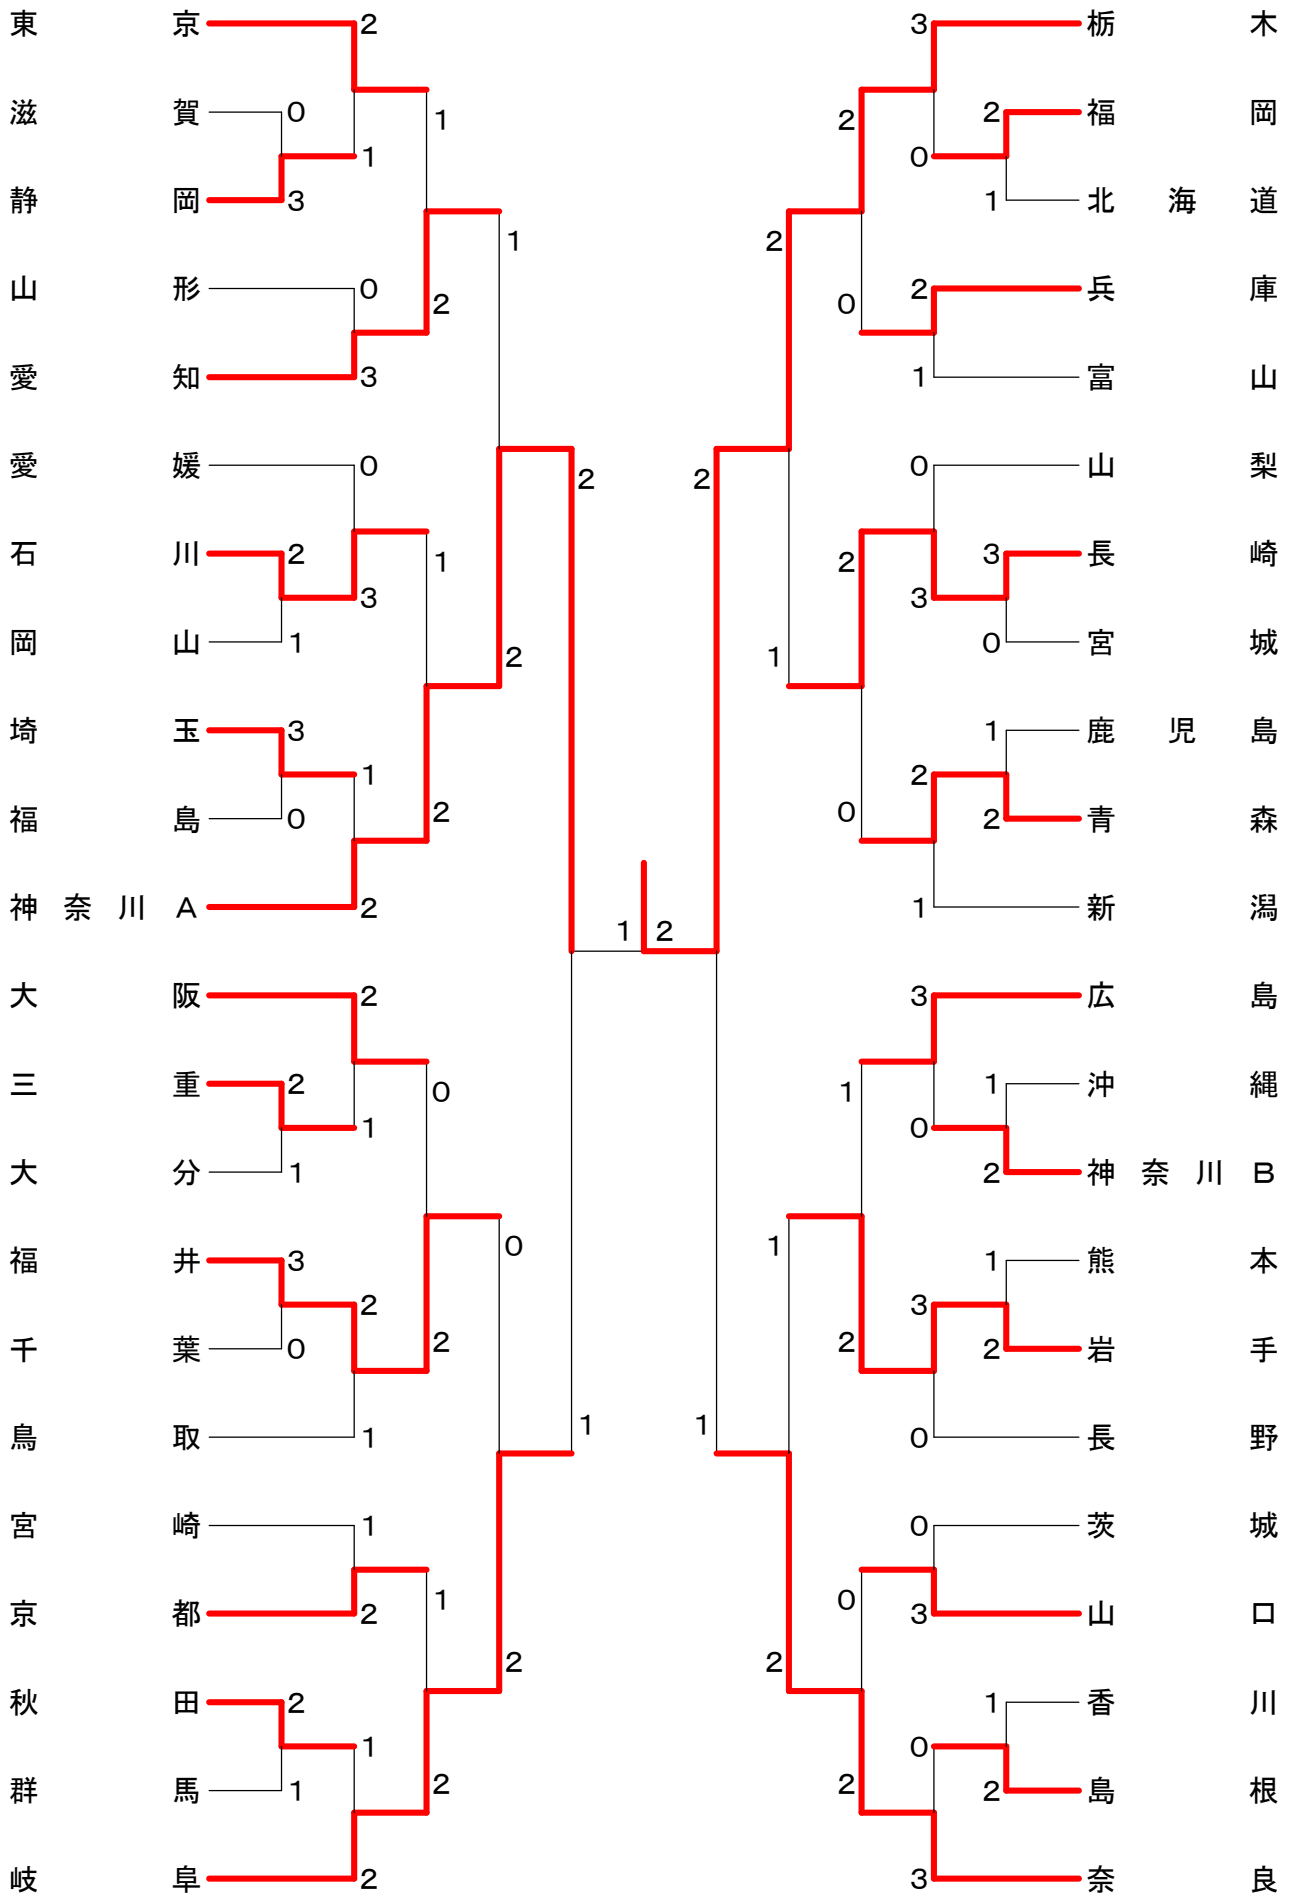 東京 2 3 栃木
1 2
滋賀 0 2 福岡
1 0
静岡 3 1 北海道
1 2
山形 0 2 兵庫
2 0
愛知 3 1 富山
愛媛 0 0 山梨
2 2
石川 2 3 長崎
1 2
3 3
岡山 1 0 宮城
2 1
埼玉 3 1 鹿児島
1 2
福島 0 2 青森
2 0
神奈川A 2 1 新潟
1 2
大阪 2 3 広島
三重 2 1 沖縄
0 1
1 0
大分 1 2 神奈川B
0 1
福井 3 1 熊本
2 3
千葉 0 2 岩手
2 2
鳥取 1 0 長野
1 1
宮崎 1 0 茨城
1 0
京都 2 3 山口
2 2
秋田 2 1 香川
1 0
群馬 1 2 島根
2 2
岐阜 2 3 奈良